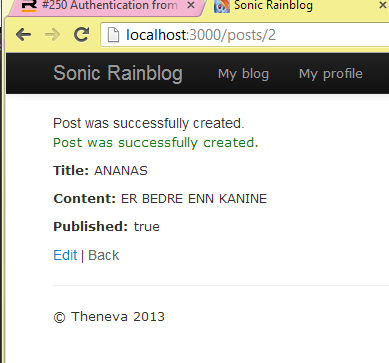 #250 Authentication from
Sonic Rainblog
localhost:3000/posts/2
Sonic Rainblog My blog My profile
Post was successfully created.
Post was successfully created.
Title: ANANAS
Content: ER BEDRE ENN KANINE
Published: true
Edit | Back
© Theneva 2013